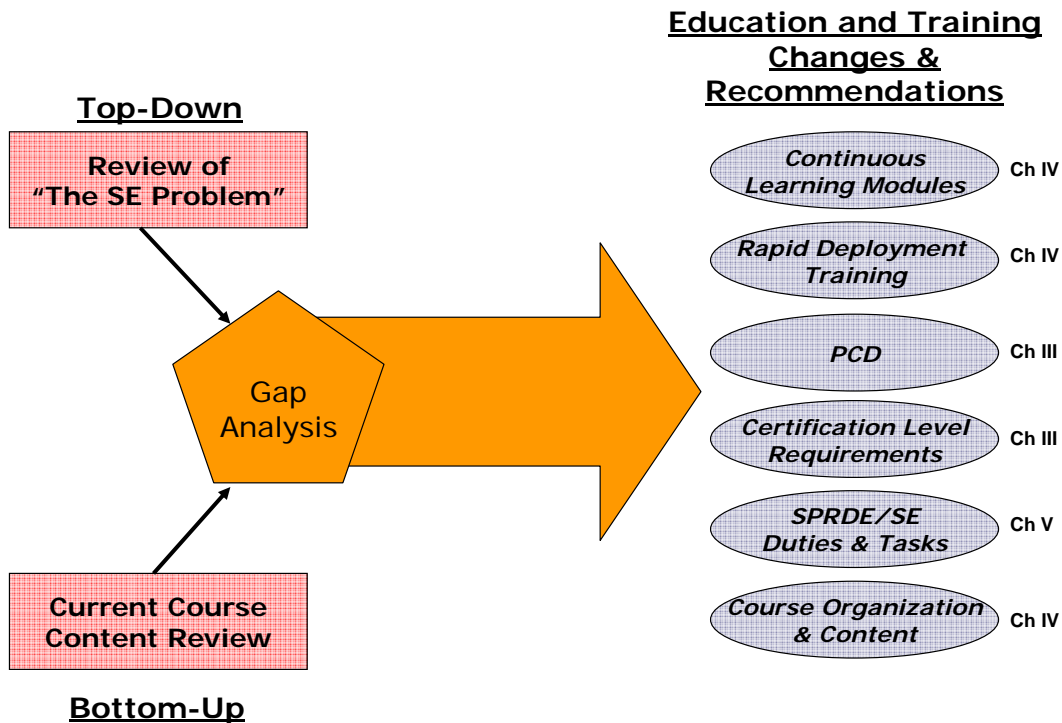 Education and Training
Changes &
Recommendations
Top-Down
Review of
“The SE Problem”
Gap
Analysis
Current Course
Content Review
Bottom-Up
Continuous
Learning Modules
Ch IV
Rapid Deployment
Training
Ch IV
PCD
Ch III
Certification Level
Requirements
Ch III
SPRDE/SE
Duties & Tasks
Ch V
Course Organization
& Content
Ch IV